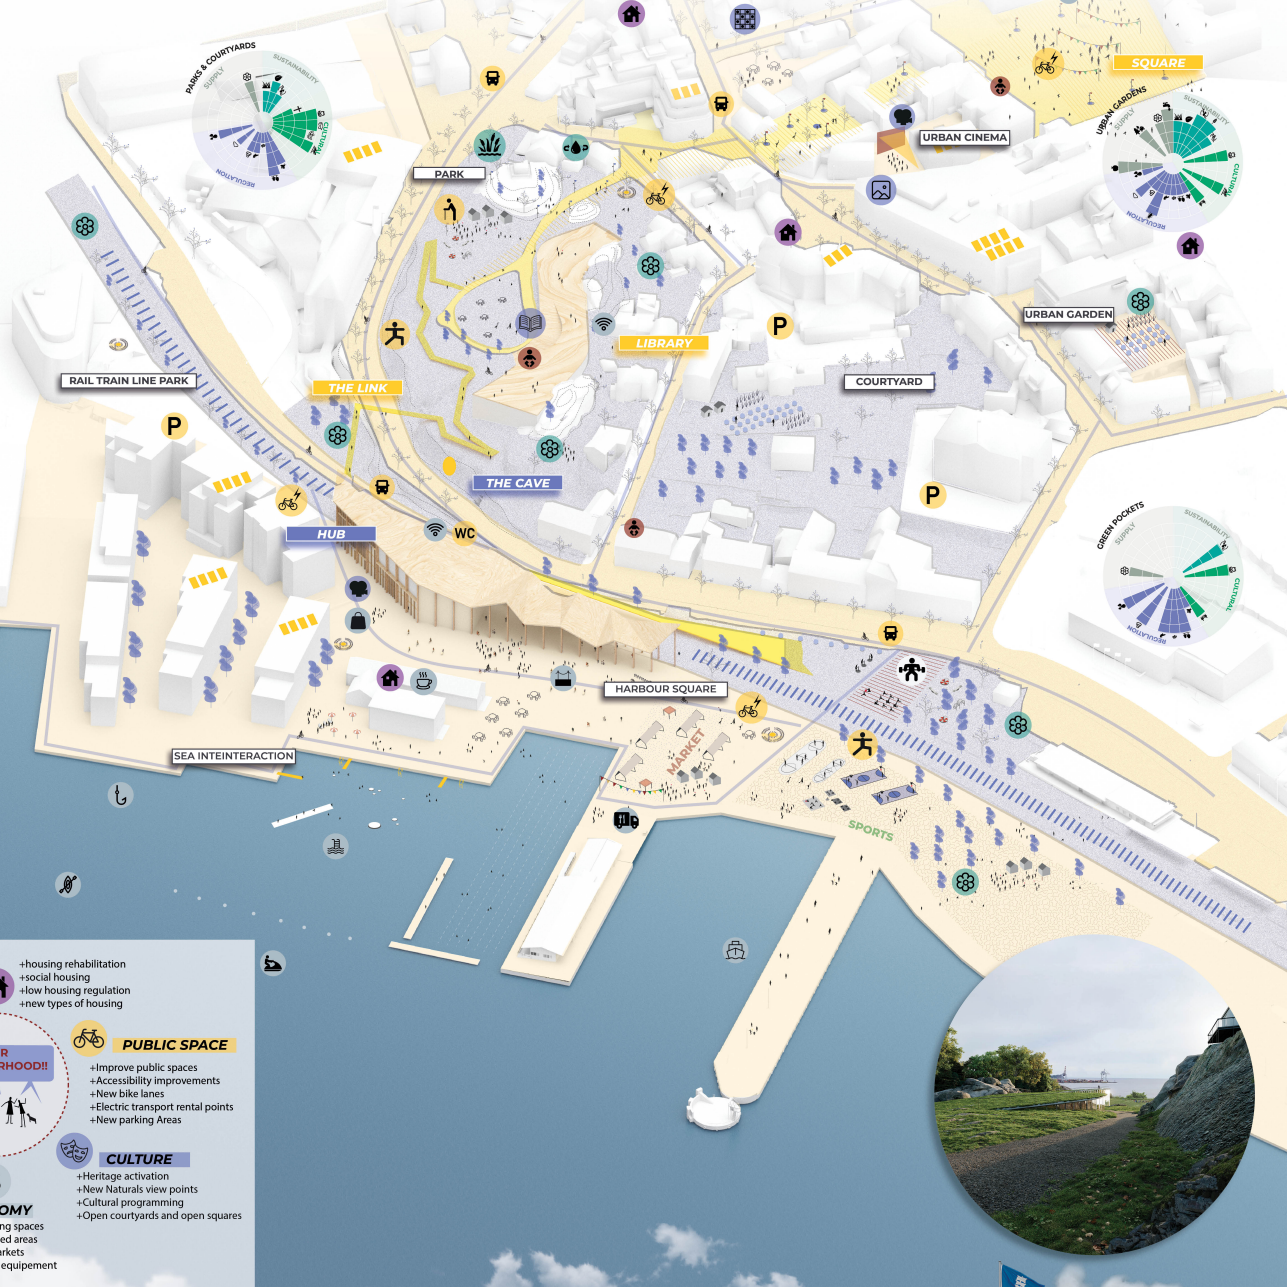 PARKS & COURTYARDS
SUPPLY
SUSTAINABILITY
CULTURAL
REGULATION
SQUARE
URBAN GARDENS
SUPPLY
SUSTAINABILITY
CULTURAL
REGULATION
URBAN CINEMA
PARK
URBAN GARDEN
P
LIBRARY
RAIL TRAIN LINE PARK
THE LINK
COURTYARD
P
THE CAVE
P
HUB
WC
GREEN POCKETS
SUPPLY
SUSTAINABILITY
CULTURAL
REGULATION
HARBOUR SQUARE
MARKET
SEA INTEINTERACTION
SPORTS
+housing rehabilitation
+social housing
+low housing regulation
+new types of housing
R
RHOOD!!
PUBLIC SPACE
+Improve public spaces
+Accessibility improvements
+New bike lanes
+Electric transport rental points
+New parking Areas
CULTURE
+Heritage activation
+New Naturals view points
+Cultural programming
+Open courtyards and open squares
OMY
ng spaces
ed areas
arkets
equipement